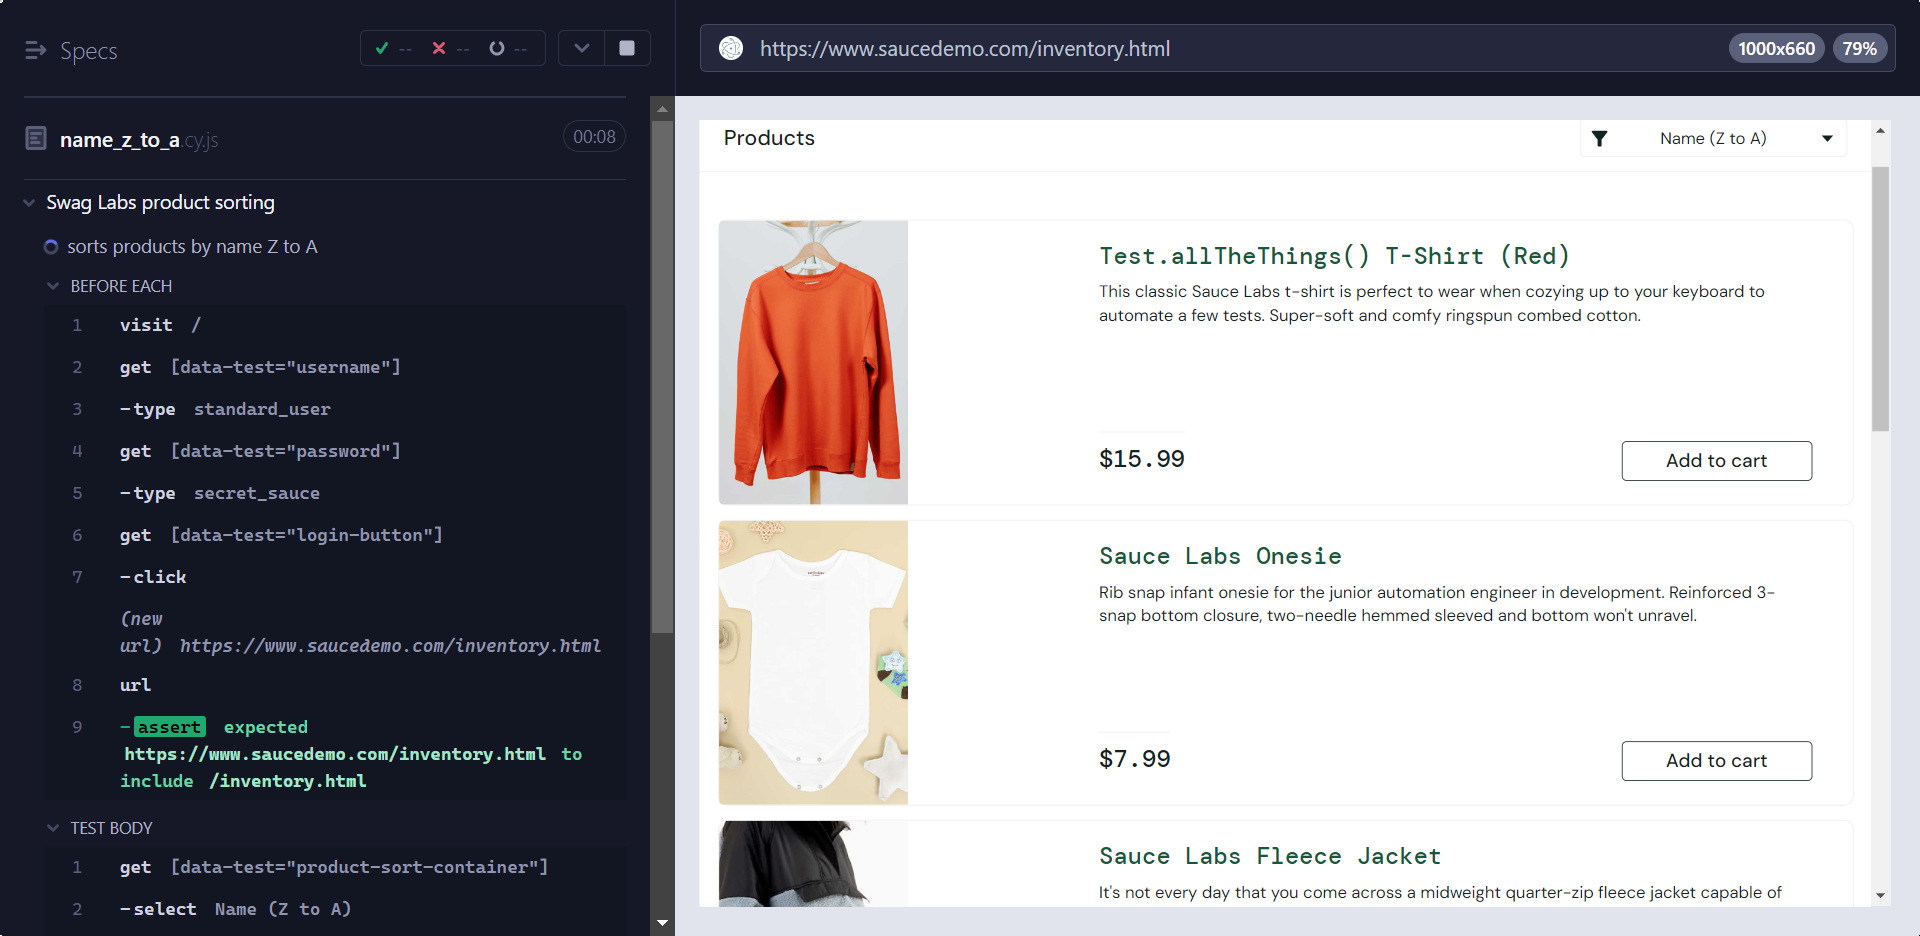 Specs
-- -- --
name_z_to_a.cy.js
00:08
Swag Labs product sorting
sorts products by name Z to A
BEFORE EACH
1 visit /
2 get [data-test="username"]
3 -type standard_user
4 get [data-test="password"]
5 -type secret_sauce
6 get [data-test="login-button"]
7 -click
(new
url) https://www.saucedemo.com/inventory.html
8 url
9 -assert expected
https://www.saucedemo.com/inventory.html to
include /inventory.html
TEST BODY
1 get [data-test="product-sort-container"]
2 -select Name (Z to A)
https://www.saucedemo.com/inventory.html
1000x660
79%
Products
Name (Z to A)
Test.allTheThings() T-Shirt (Red)
This classic Sauce Labs t-shirt is perfect to wear when cozying up to your keyboard to
automate a few tests. Super-soft and comfy ringspun combed cotton.
$15.99
Add to cart
Sauce Labs Onesie
Rib snap infant onesie for the junior automation engineer in development. Reinforced 3-
snap bottom closure, two-needle hemmed sleeved and bottom won't unravel.
$7.99
Add to cart
Sauce Labs Fleece Jacket
It's not every day that you come across a midweight quarter-zip fleece jacket capable of